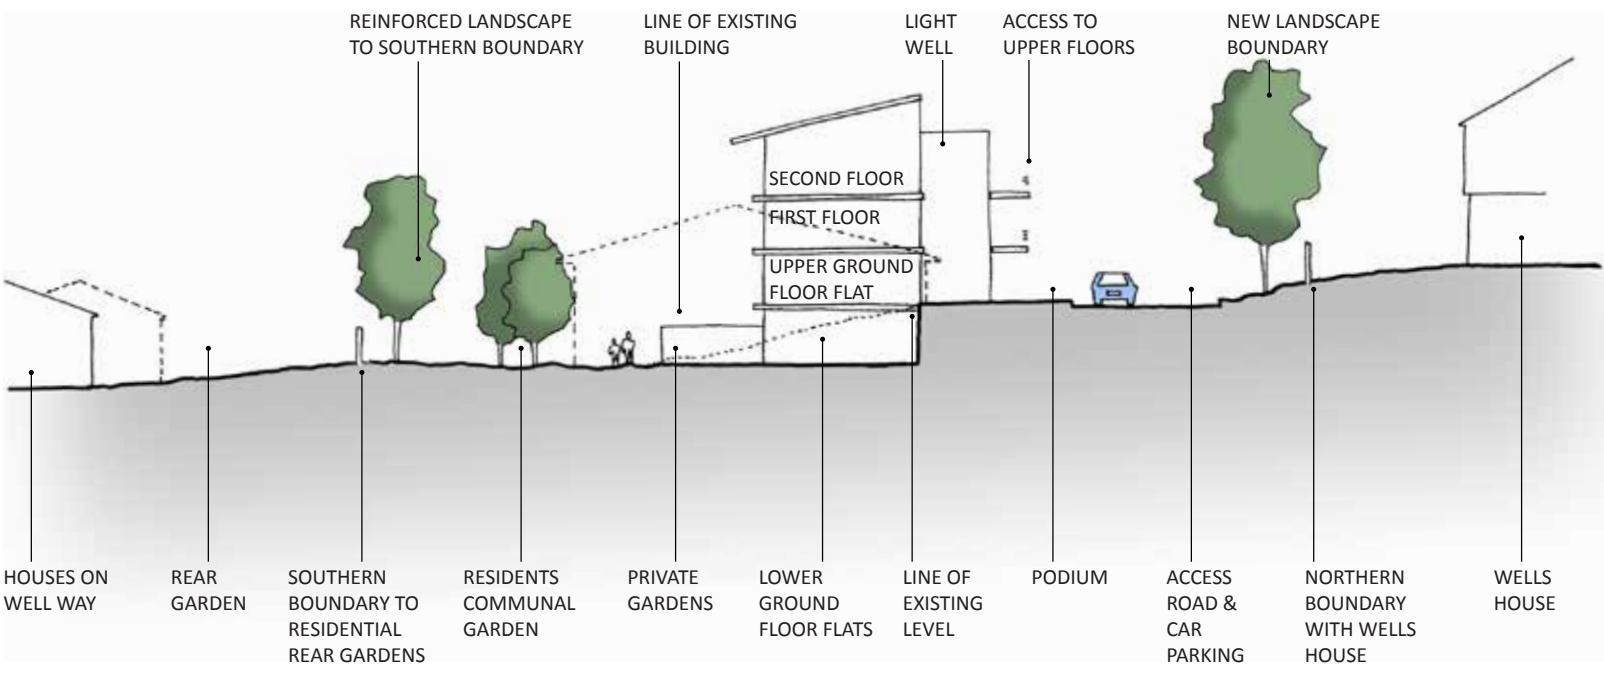 REINFORCED LANDSCAPE
TO SOUTHERN BOUNDARY
LINE OF EXISTING
BUILDING
LIGHT
WELL
ACCESS TO
UPPER FLOORS
NEW LANDSCAPE
BOUNDARY
SECOND FLOOR
FIRST FLOOR
UPPER GROUND
FLOOR FLAT
HOUSES ON
WELL WAY
REAR
GARDEN
SOUTHERN
BOUNDARY TO
RESIDENTIAL
REAR GARDENS
RESIDENTS
COMMUNAL
GARDEN
PRIVATE
GARDENS
LOWER
GROUND
FLOOR FLATS
LINE OF
EXISTING
LEVEL
PODIUM
ACCESS
ROAD &
CAR
PARKING
NORTHERN
BOUNDARY
WITH WELLS
HOUSE
WELLS
HOUSE